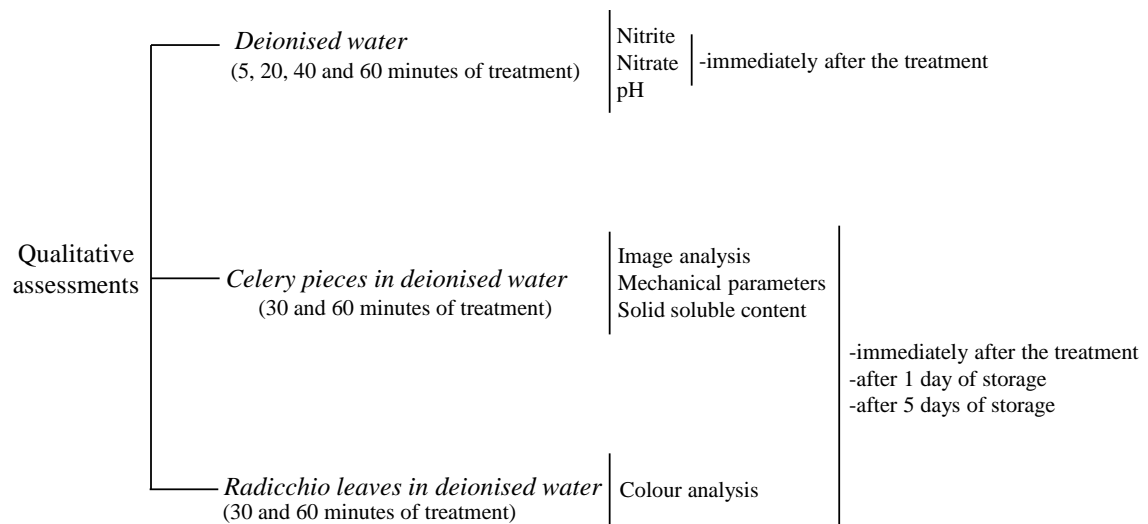 Deionised water
(5, 20, 40 and 60 minutes of treatment)
Nitrite
Nitrate
pH
-immediately after the treatment
Qualitative
assessments
Celery pieces in deionised water
(30 and 60 minutes of treatment)
Image analysis
Mechanical parameters
Solid soluble content
-immediately after the treatment
-after 1 day of storage
-after 5 days of storage
Radicchio leaves in deionised water
(30 and 60 minutes of treatment)
Colour analysis